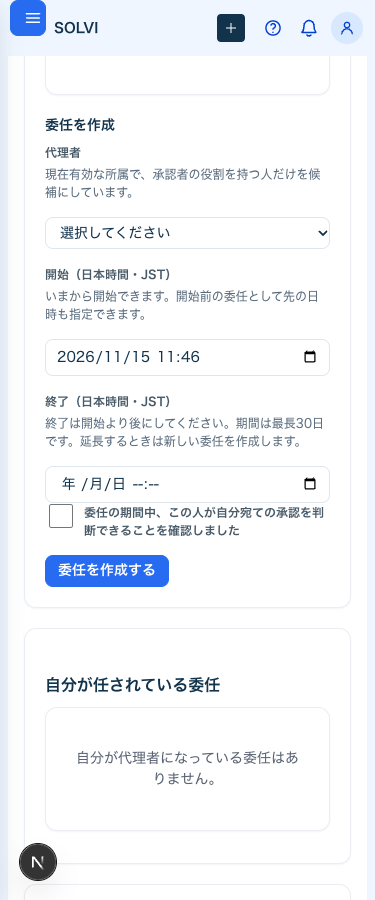 SOLVI
委任を作成
代理者
現在有効な所属で、承認者の役割を持つ人だけを候
補にしています。
選択してください
開始（日本時間・JST）
いまから開始できます。開始前の委任として先の日
時も指定できます。
2026/11/15 11:46
終了（日本時間・JST）
終了は開始より後にしてください。期間は最長30日
です。延長するときは新しい委任を作成します。
年 /月/日 --:--
委任の期間中、この人が自分宛ての承認を判
断できることを確認しました
委任を作成する
自分が任されている委任
自分が代理者になっている委任はあ
りません。
N